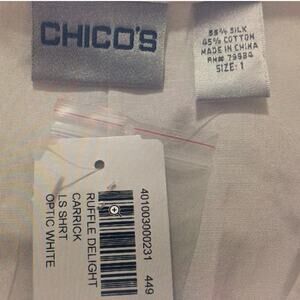 CHICO'S
55% SILK
45% COTTON
MADE IN CHINA
RN# 79984
SIZE: 1
401003000231 449
RUFFLE DELIGHT
CARRICK
LS SHRT
OPTIC WHITE